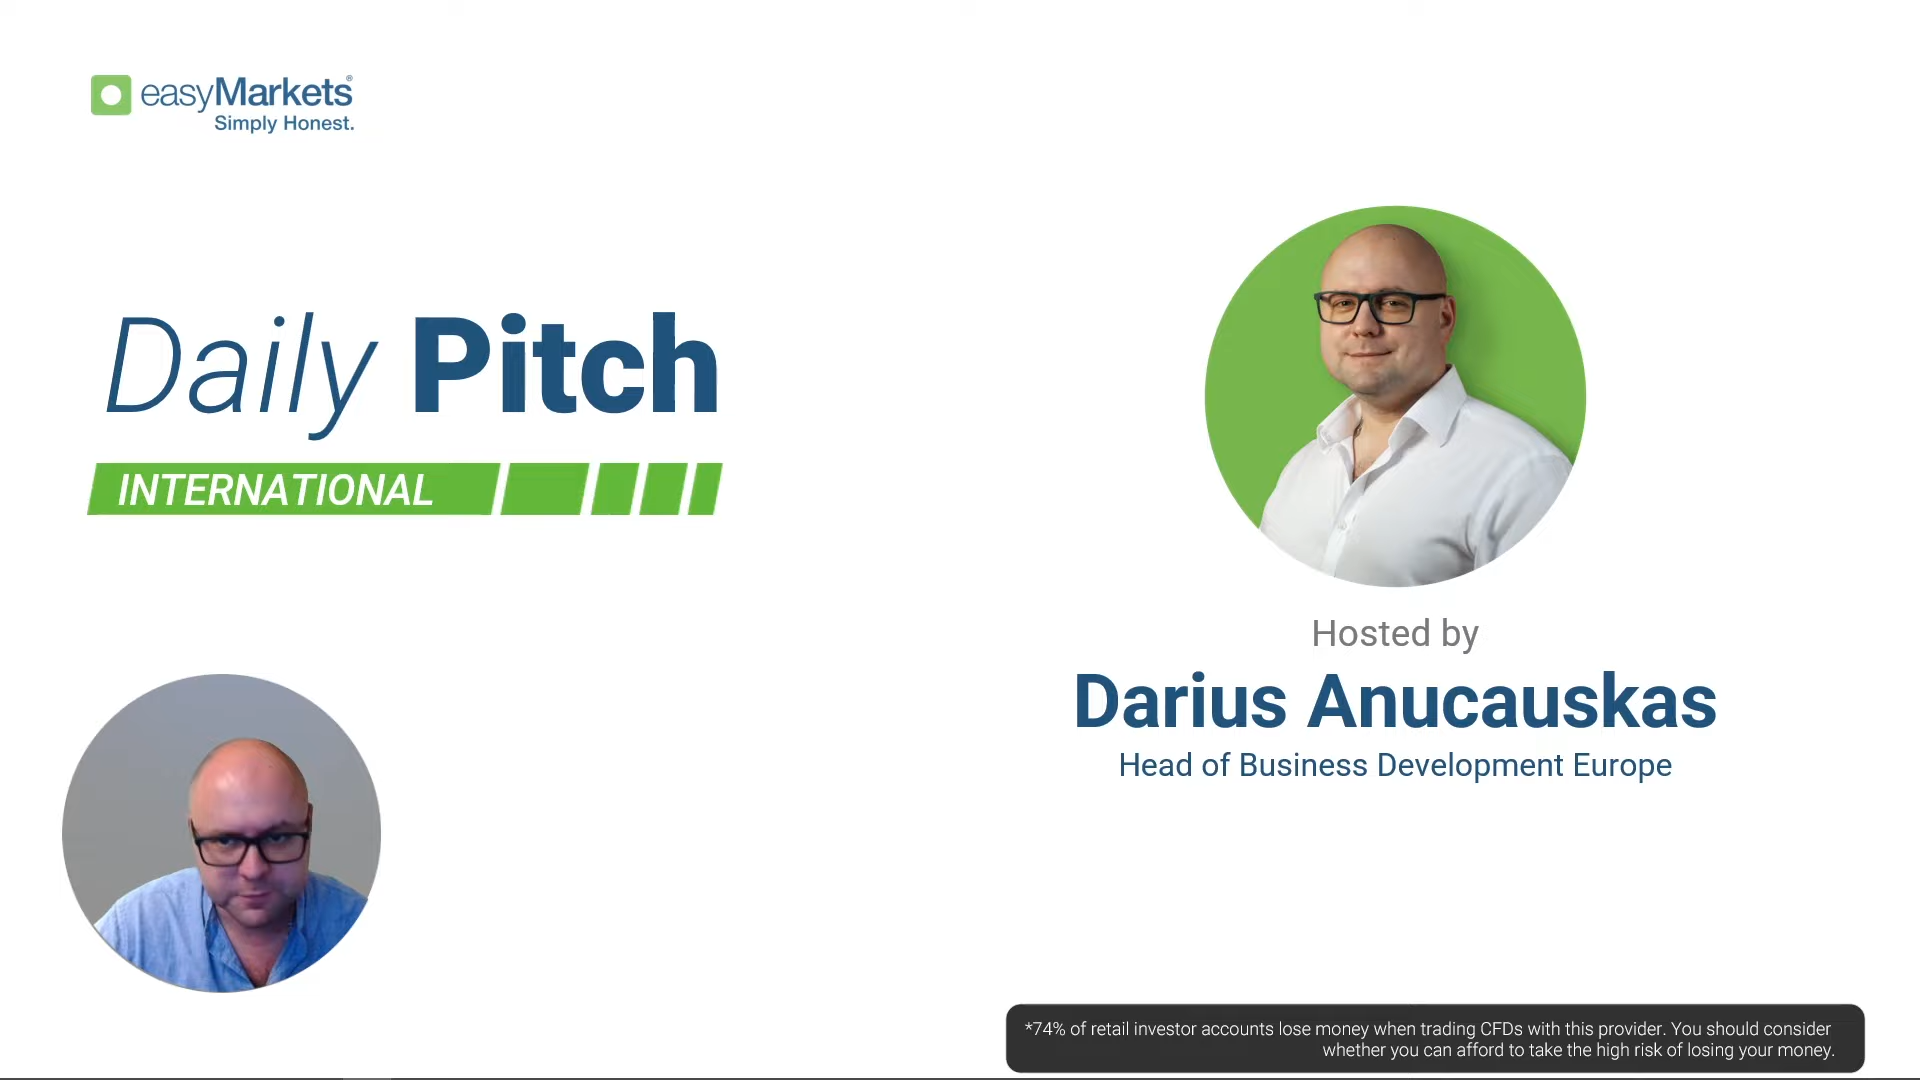 easyMarkets®
Simply Honest.
Daily Pitch
INTERNATIONAL
Hosted by
Darius Anucauskas
Head of Business Development Europe
*74% of retail investor accounts lose money when trading CFDs with this provider. You should consider
whether you can afford to take the high risk of losing your money.